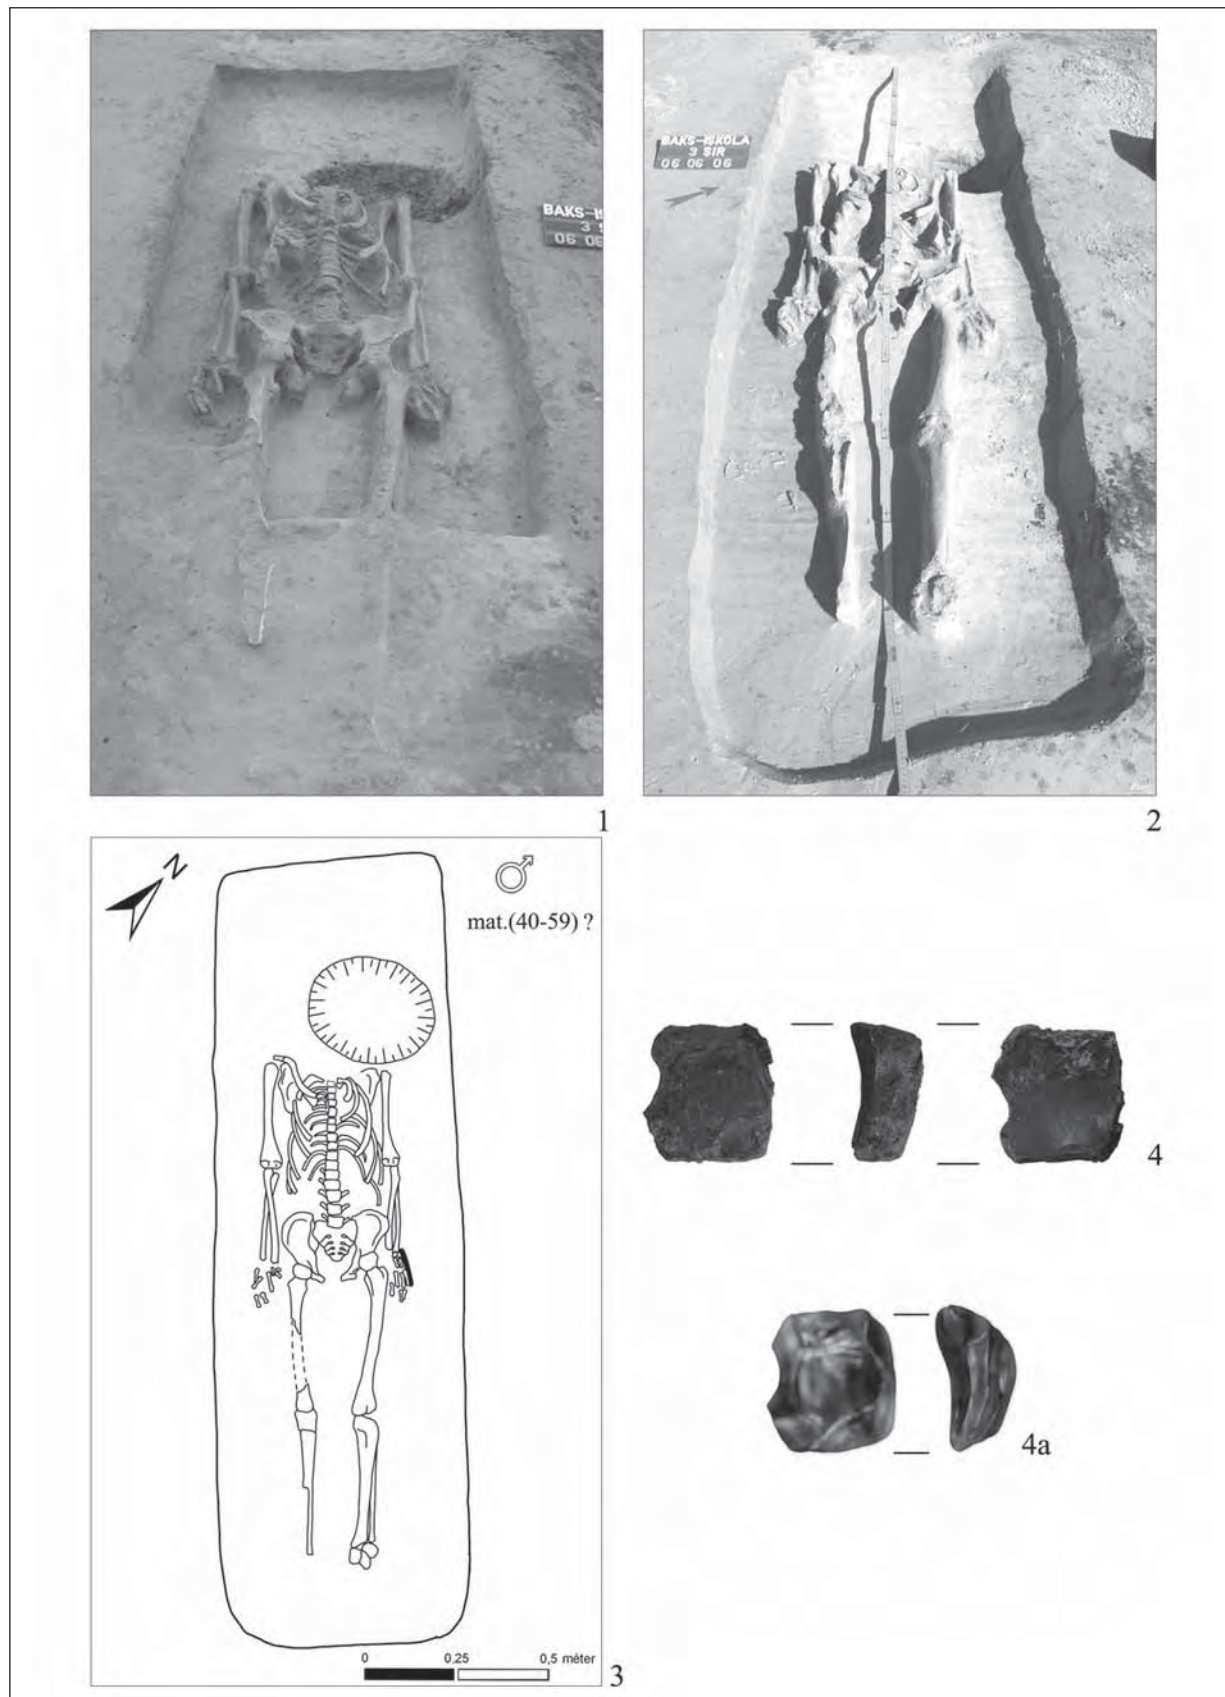 BAKS-IS
3 S
06 06
1
BAKS-ISKOLA
3 SÍR
06 06 06
2
N
mat.(40-59) ?
0 0,25 0,5 méter
3
4
4a